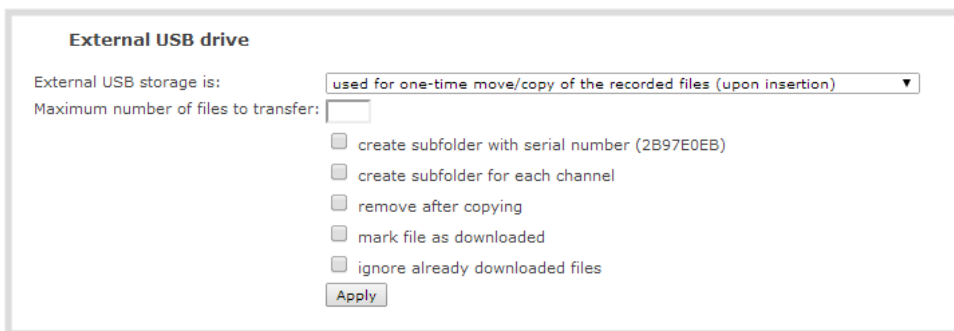 External USB drive
External USB storage is: used for one-time move/copy of the recorded files (upon insertion)
Maximum number of files to transfer:
create subfolder with serial number (2B97E0EB)
create subfolder for each channel
remove after copying
mark file as downloaded
ignore already downloaded files
Apply